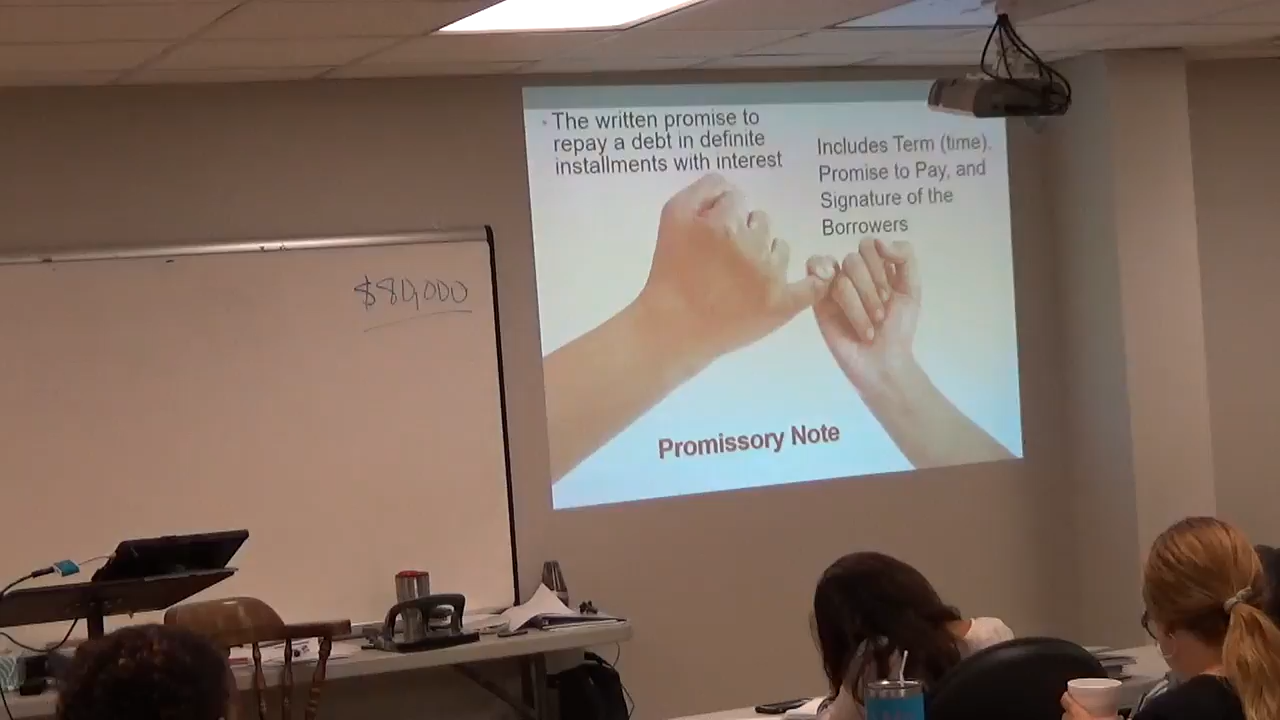 $80,000
· The written promise to
repay a debt in definite
installments with interest
Includes Term (time),
Promise to Pay, and
Signature of the
Borrowers
Promissory Note